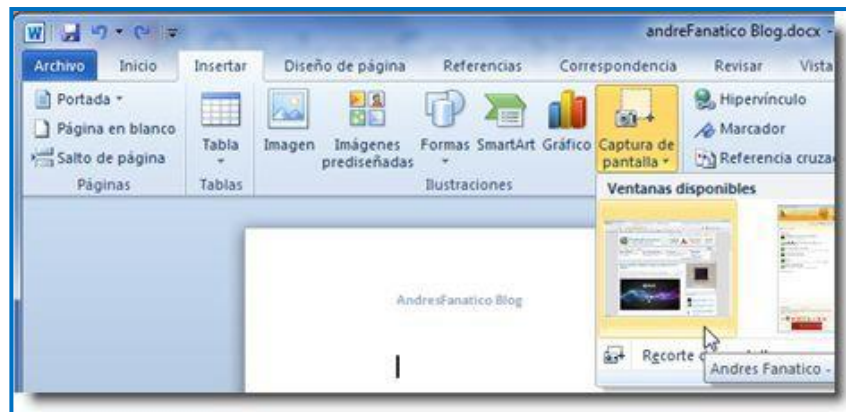 andreFanatico Blog.docx -
Archivo Inicio Insertar Diseño de página Referencias Correspondencia Revisar Vista
Portada
Página en blanco
Salto de página
Páginas
Tabla
Tablas
Imagen
Imágenes
prediseñadas
Formas
SmartArt
Gráfico
Captura de
pantalla
Ilustraciones
Hipervínculo
Marcador
Referencia cruza
Ventanas disponibles
AndresFanatico Blog
Recorte
Andres Fanatico -